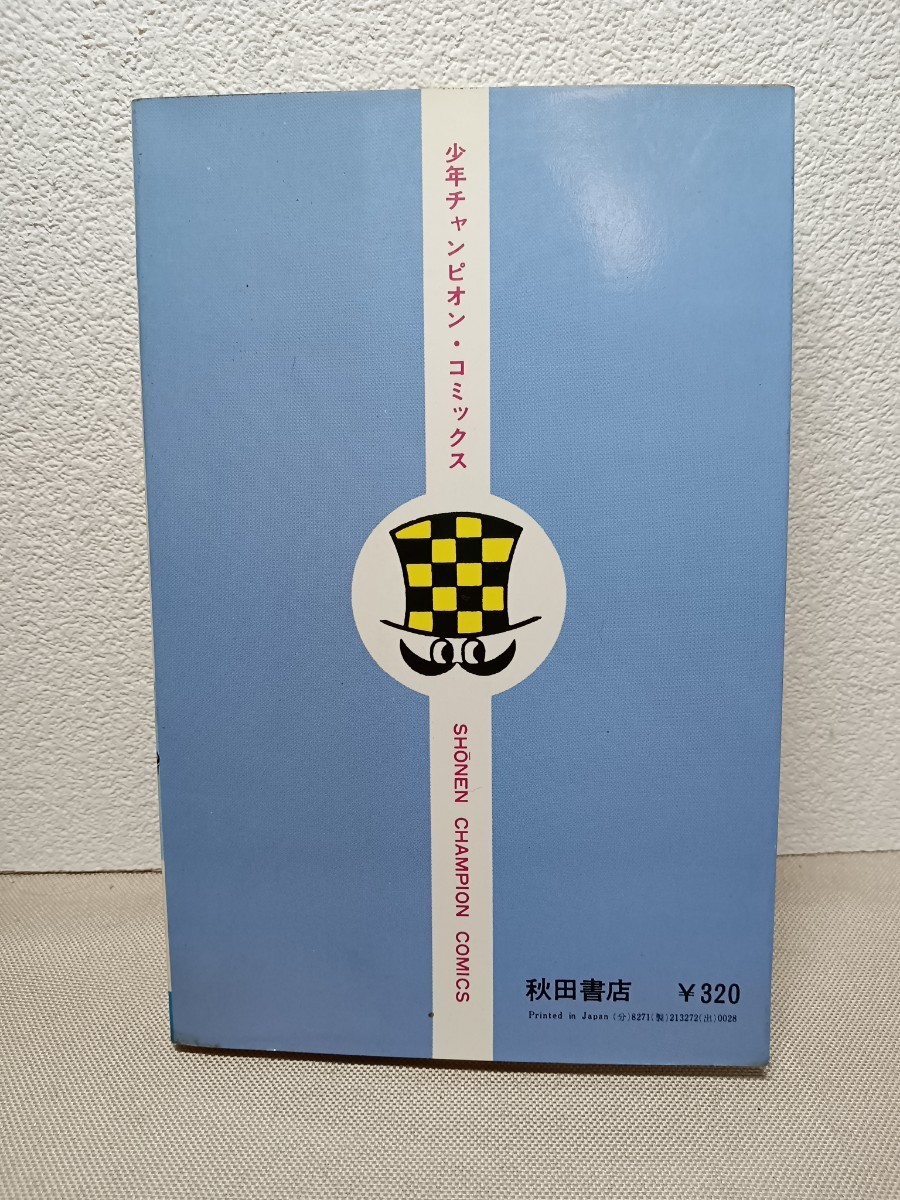 少年チャンピオン・コミックス
SHŌNEN CHAMPION COMICS
秋田書店 ¥320
Printed in Japan (分)8271(製)213272(出)0028